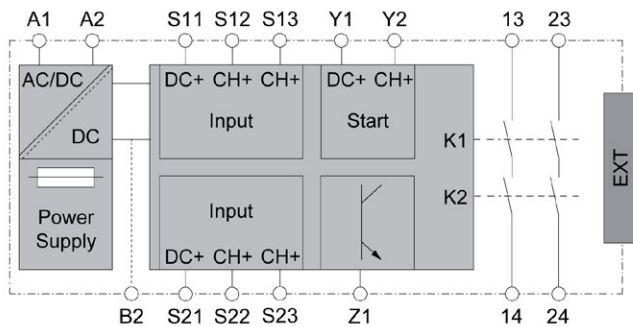 A1 A2 S11 S12 S13 Y1 Y2 13 23
AC/DC DC+ CH+ CH+ DC+ CH+
DC Input Start
K1
EXT
K2
Power
Supply
Input
DC+ CH+ CH+
B2 S21 S22 S23 Z1 14 24